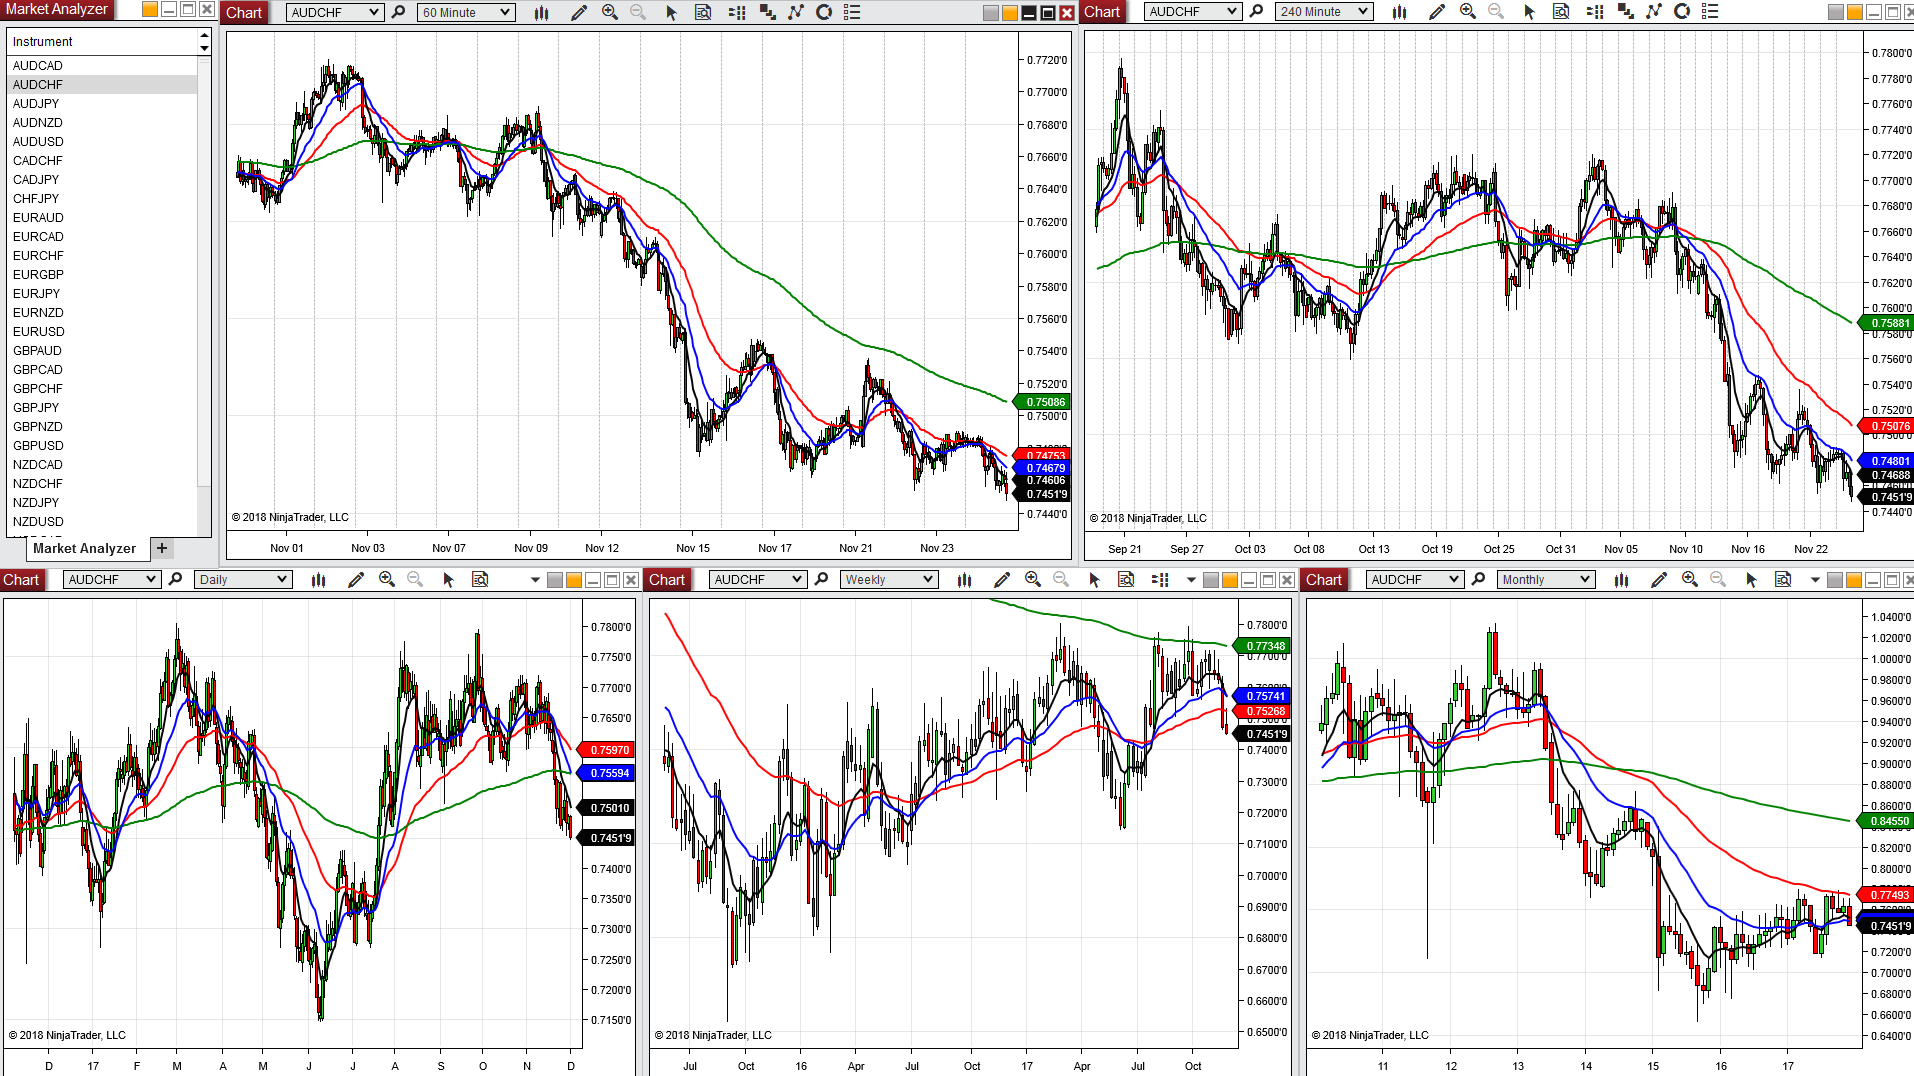 Market Analyzer
Instrument
AUDCAD
AUDCHF
AUDJPY
AUDNZD
AUDUSD
CADCHF
CADJPY
CHFJPY
EURAUD
EURCAD
EURCHF
EURGBP
EURJPY
EURNZD
EURUSD
GBPAUD
GBPCAD
GBPCHF
GBPJPY
GBPNZD
GBPUSD
NZDCAD
NZDCHF
NZDJPY
NZDUSD
Market Analyzer +
Chart AUDCHF 60 Minute
0.7720'0
0.7700'0
0.7680'0
0.7660'0
0.7640'0
0.7620'0
0.7600'0
0.7580'0
0.7560'0
0.7540'0
0.7520'0
0.75086
0.7500'0
0.74753
0.74679
0.74606
0.7451'9
0.7440'0
© 2018 NinjaTrader, LLC
Nov 01 Nov 03 Nov 07 Nov 09 Nov 12 Nov 15 Nov 17 Nov 21 Nov 23
Chart AUDCHF 240 Minute
0.7800'0
0.7780'0
0.7760'0
0.7740'0
0.7720'0
0.7700'0
0.7680'0
0.7660'0
0.7640'0
0.7620'0
0.7600'0
0.75881
0.7580'0
0.7560'0
0.7540'0
0.7520'0
0.75076
0.7500'0
0.74801
0.74688
0.7451'9
0.7440'0
© 2018 NinjaTrader, LLC
Sep 21 Sep 27 Oct 03 Oct 08 Oct 13 Oct 19 Oct 25 Oct 31 Nov 05 Nov 10 Nov 16 Nov 22
Chart AUDCHF Daily
0.7800'0
0.7750'0
0.7700'0
0.7650'0
0.75970
0.75594
0.75010
0.7451'9
0.7400'0
0.7350'0
0.7300'0
0.7250'0
0.7200'0
0.7150'0
© 2018 NinjaTrader, LLC
D 17 F M A M J J A S O N D
Chart AUDCHF Weekly
0.7800'0
0.77348
0.7700'0
0.75741
0.75268
0.7451'9
0.7400'0
0.7300'0
0.7200'0
0.7100'0
0.7000'0
0.6900'0
0.6800'0
0.6700'0
0.6600'0
0.6500'0
© 2018 NinjaTrader, LLC
Jul Oct 16 Apr Jul Oct 17 Apr Jul Oct
Chart AUDCHF Monthly
1.0400'0
1.0200'0
1.0000'0
0.9800'0
0.9600'0
0.9400'0
0.9200'0
0.9000'0
0.8800'0
0.8600'0
0.84550
0.8200'0
0.8000'0
0.77493
0.7451'9
0.7200'0
0.7000'0
0.6800'0
0.6600'0
0.6400'0
© 2018 NinjaTrader, LLC
11 12 13 14 15 16 17